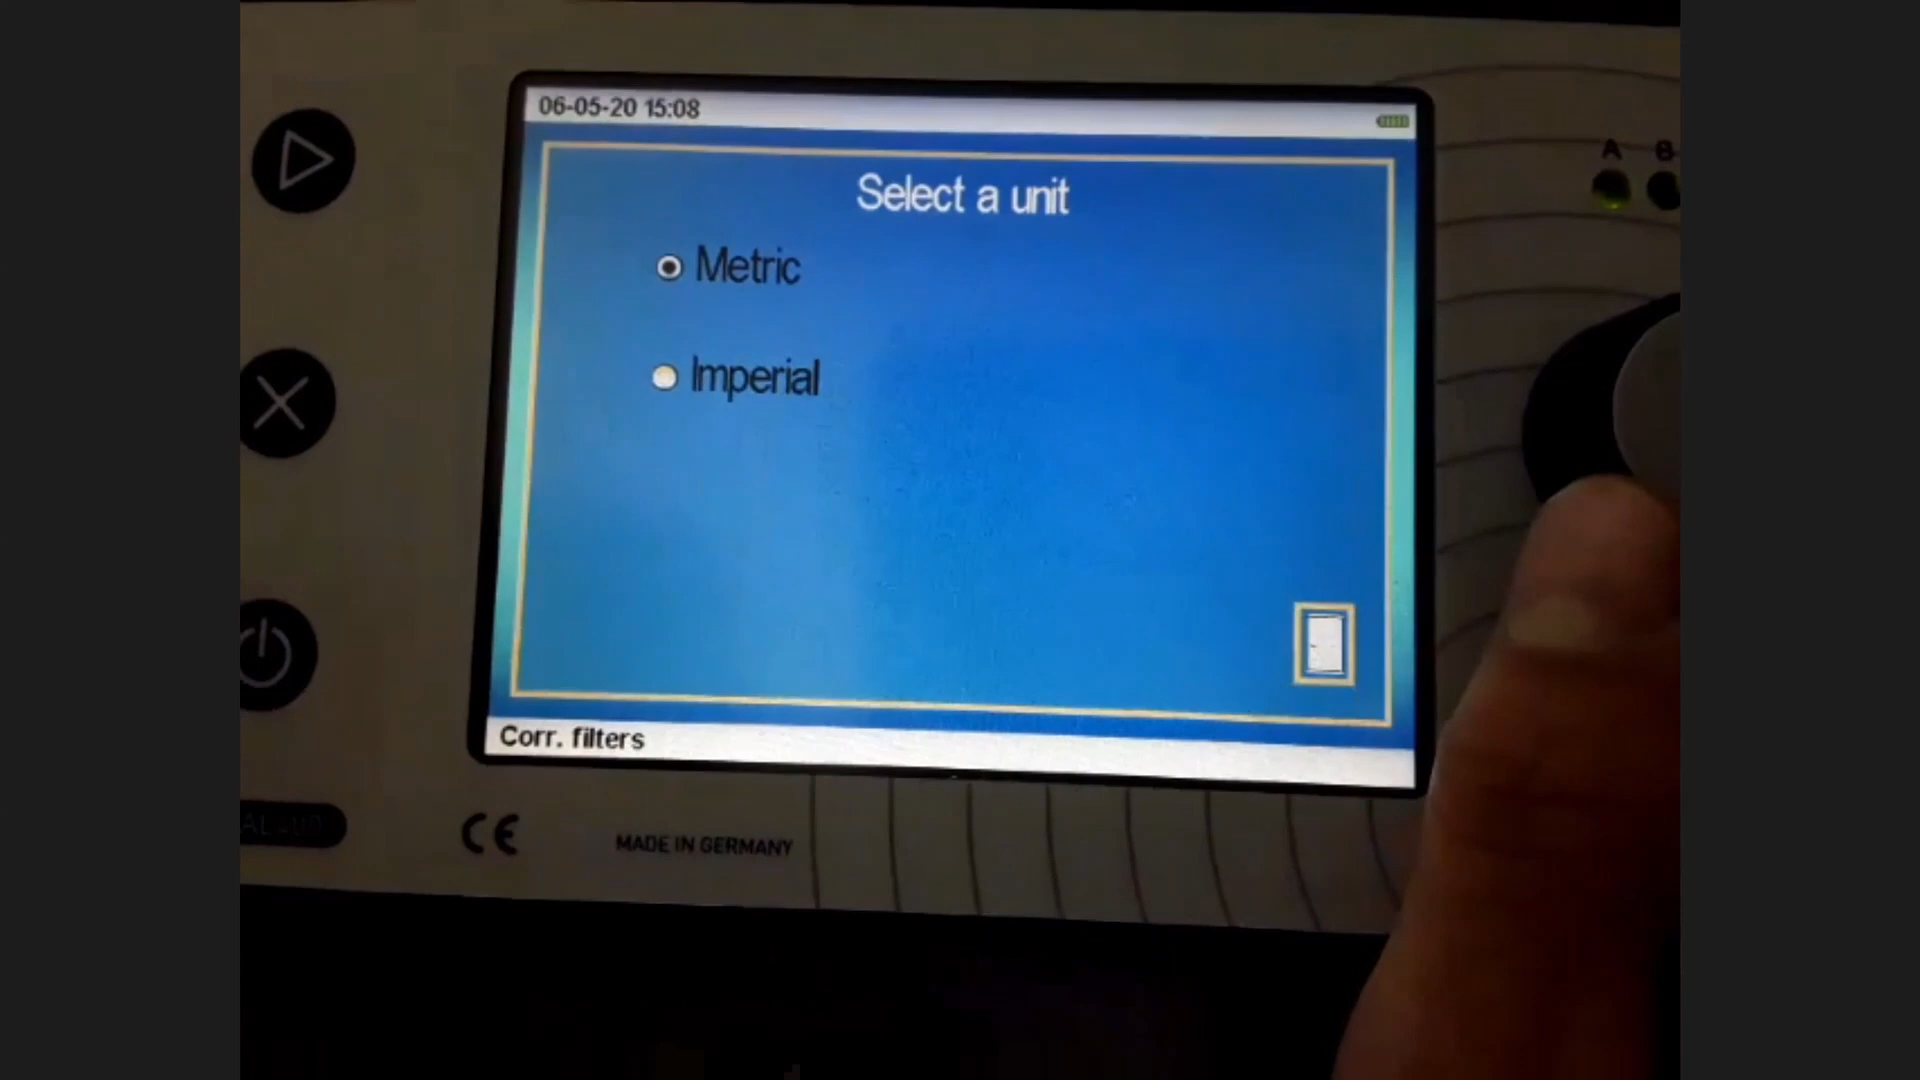 06-05-20 15:08
A B
Select a unit
Metric
Imperial
Corr. filters
CE
MADE IN GERMANY